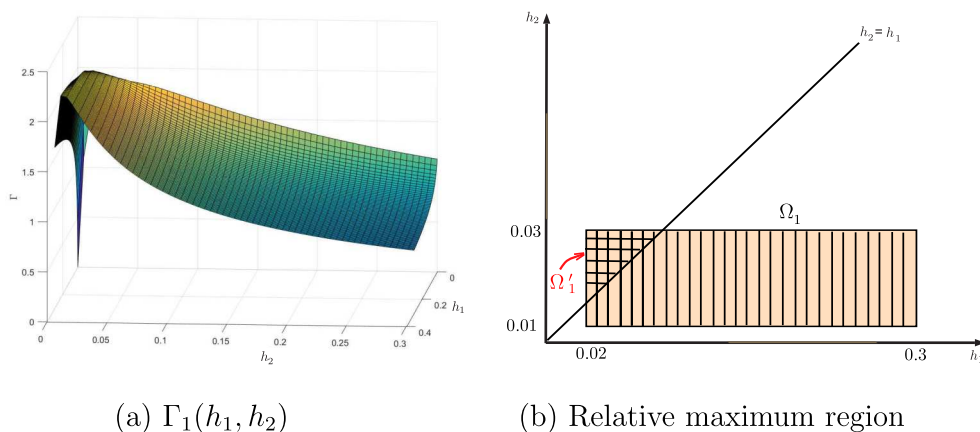 2.5
2
1.5
1
0.5
0
Γ
0
0.05
0.1
0.15
0.2
0.25
0.3
h₂
0
0.2
0.4
h₁
(a) Γ₁(h₁, h₂)
h₂
h₂= h₁
Ω₁
0.03
Ω₁′
0.01
0.02
0.3
h
(b) Relative maximum region